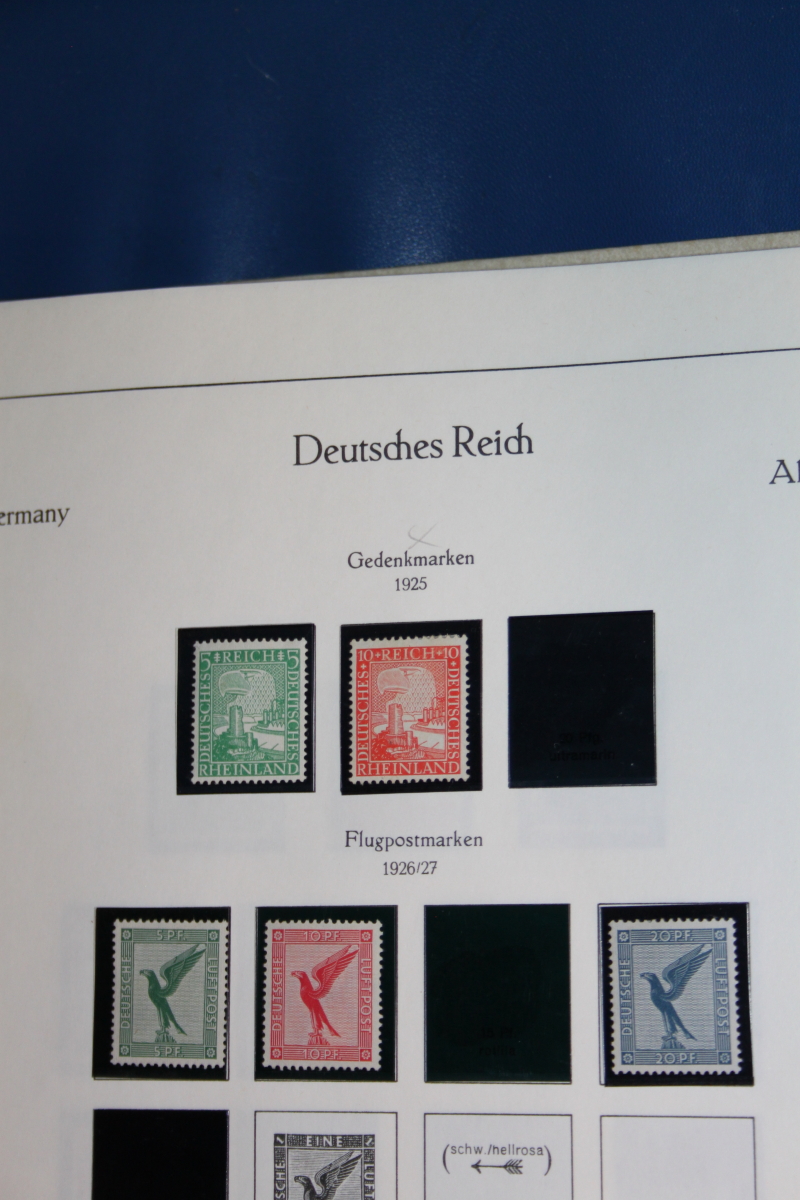 Deutsches Reich
ermany
Al
Gedenkmarken
1925
5 REICH 5
DEUTSCHES
DEUTSCHES
RHEINLAND
10 REICH 10
DEUTSCHES
DEUTSCHES
RHEINLAND
Flugpostmarken
1926/27
5 PF.
DEUTSCHE
LUFTPOST
5 PF.
10 PF.
DEUTSCHE
LUFTPOST
10 PF.
20 PF.
DEUTSCHE
LUFTPOST
20 PF.
EINE
(schw./hellrosa)